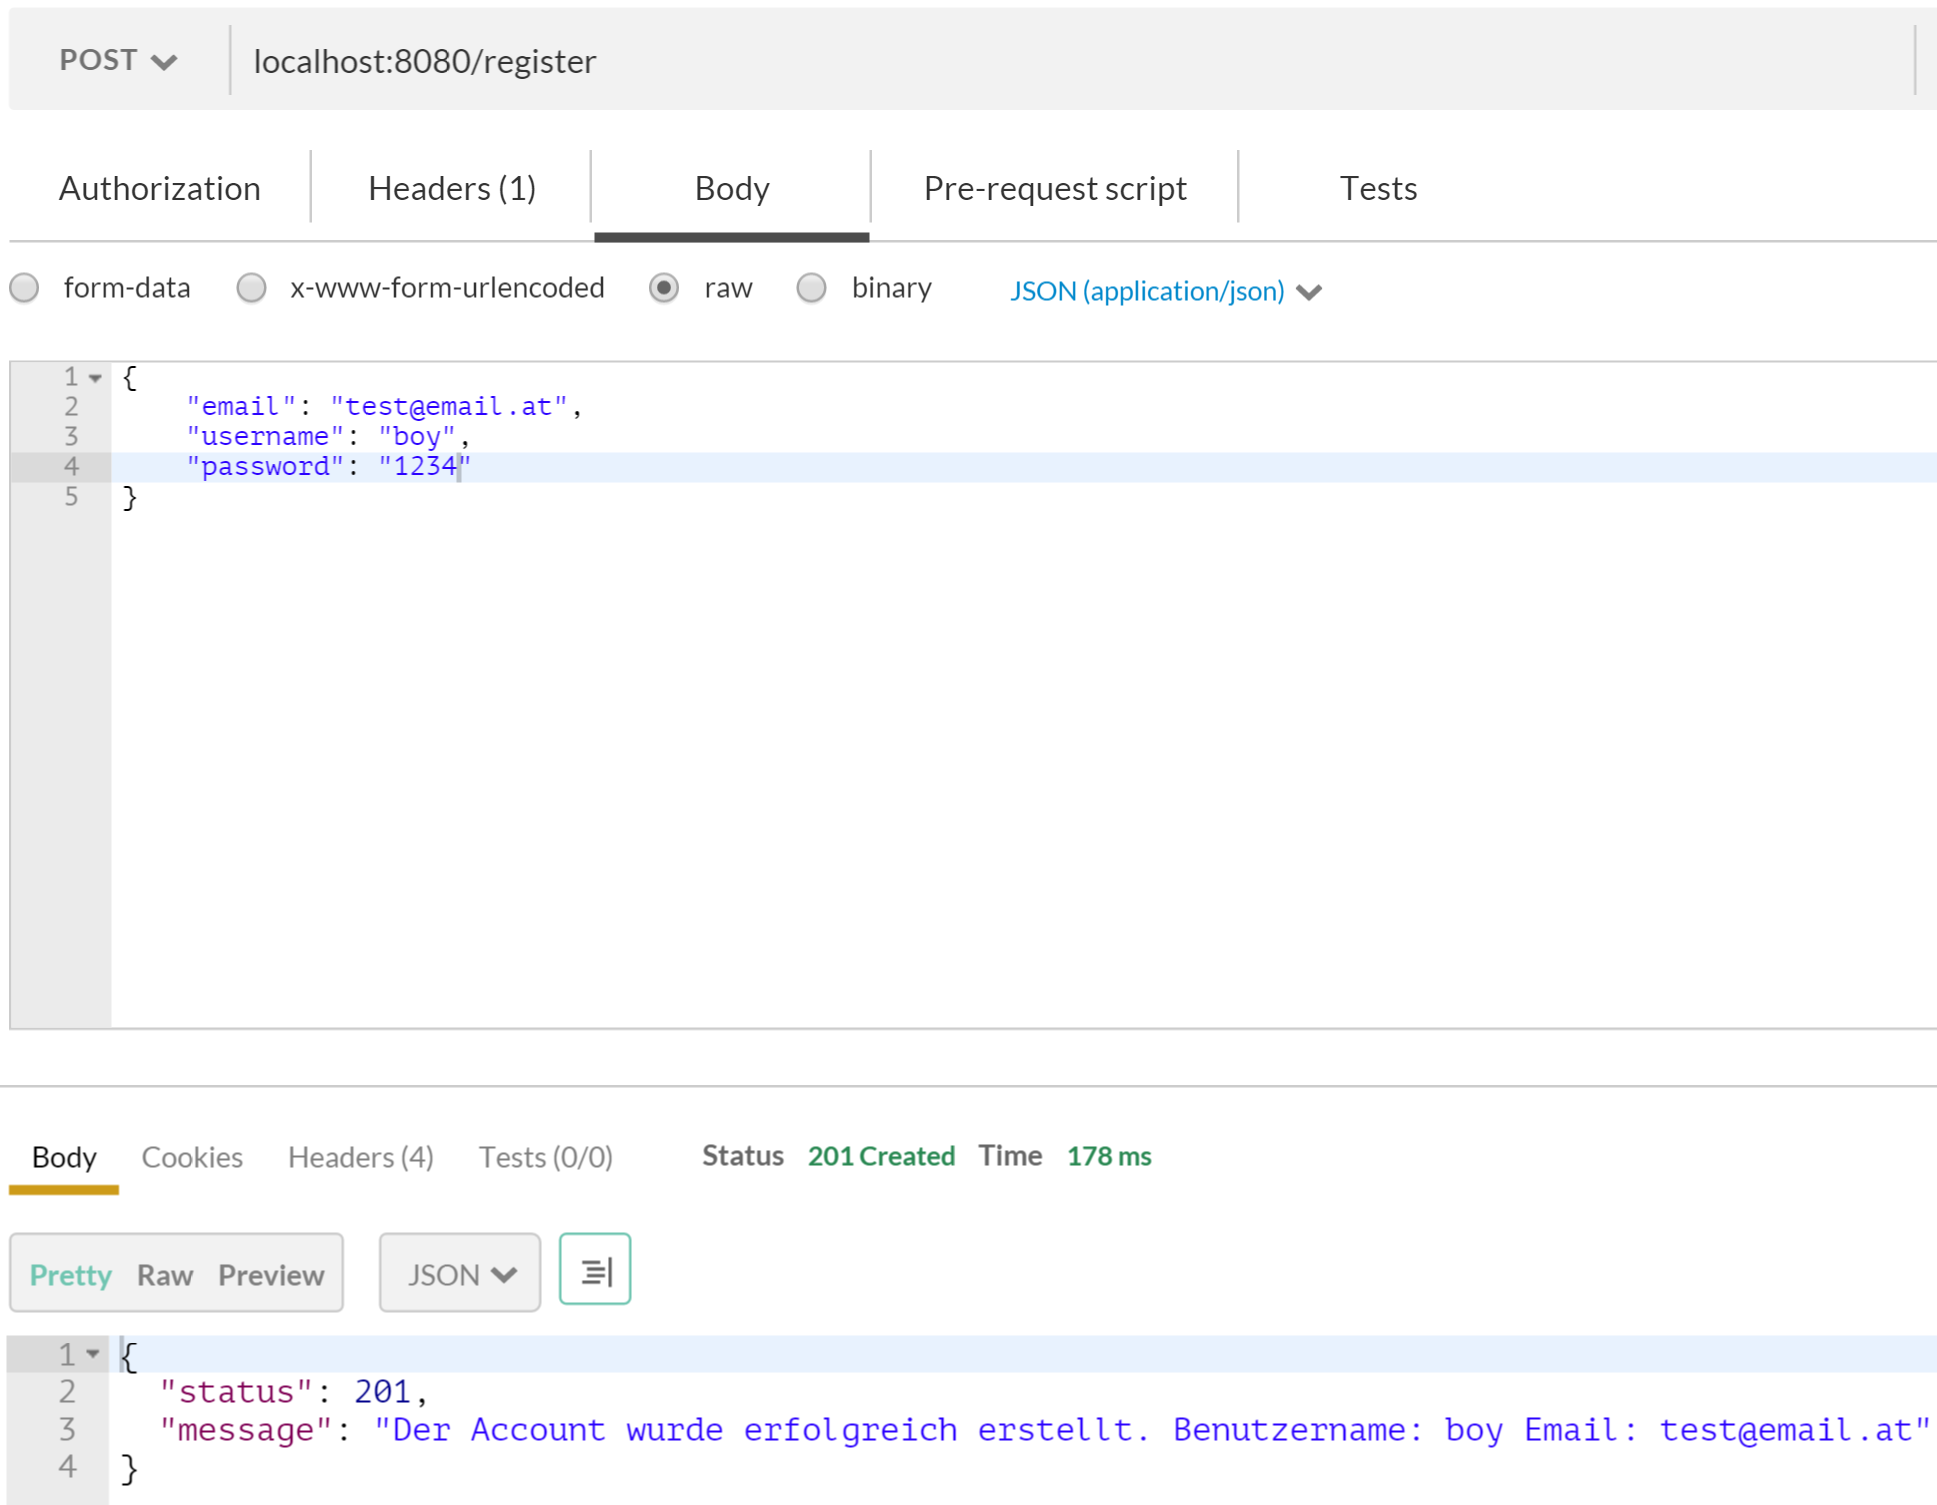 POST localhost:8080/register
Authorization Headers (1) Body Pre-request script Tests
form-data x-www-form-urlencoded raw binary JSON (application/json)
1 {
2 "email": "test@email.at",
3 "username": "boy",
4 "password": "1234"
5 }
Body Cookies Headers (4) Tests (0/0) Status 201 Created Time 178 ms
Pretty Raw Preview JSON
1 {
2 "status": 201,
3 "message": "Der Account wurde erfolgreich erstellt. Benutzername: boy Email: test@email.at"
4 }